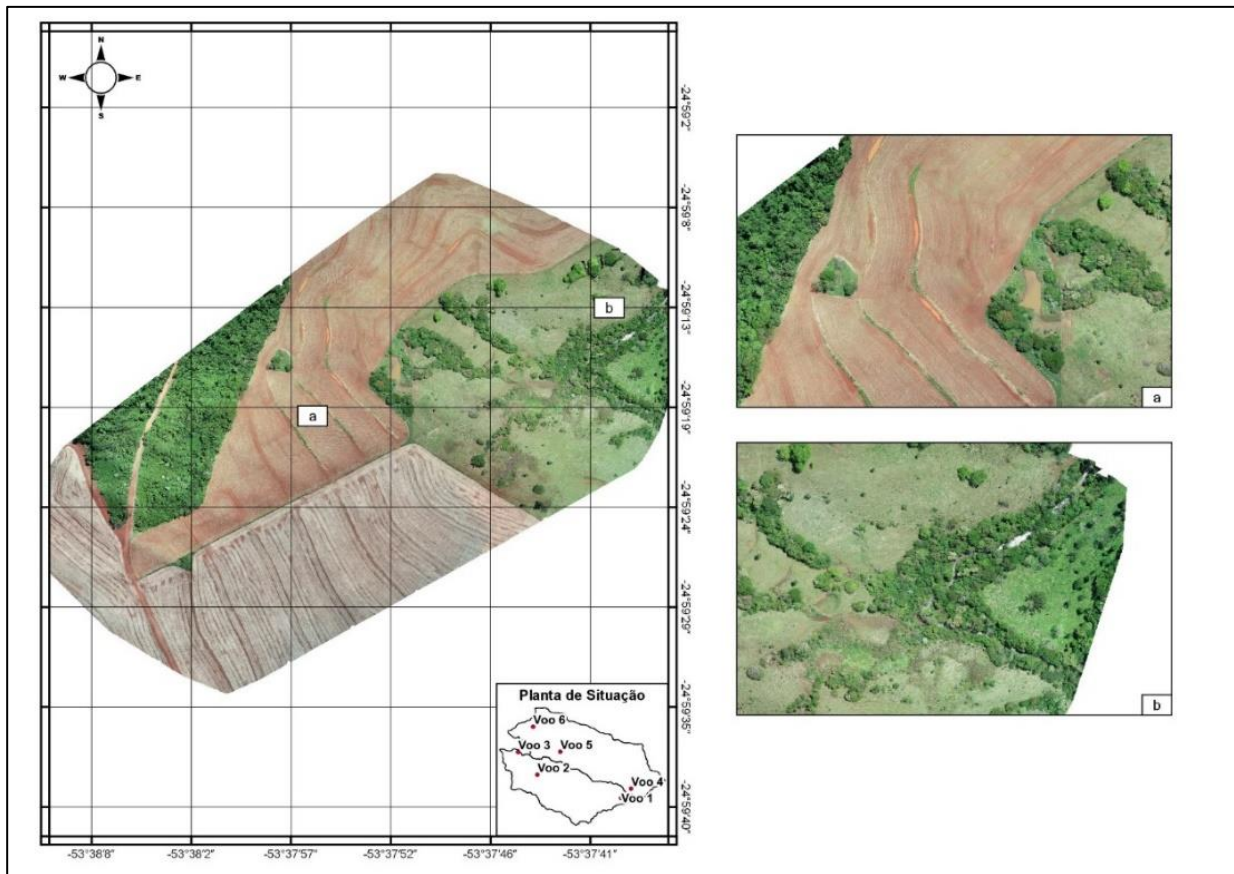 N
W
E
S
-24°59'2"
-24°59'8"
-24°59'13"
-24°59'19"
-24°59'24"
-24°59'29"
-24°59'35"
-24°59'40"
b
a
Planta de Situação
Voo 6
Voo 3
Voo 5
Voo 2
Voo 4
Voo 1
-53°38'8"
-53°38'2"
-53°37'57"
-53°37'52"
-53°37'46"
-53°37'41"
a
b